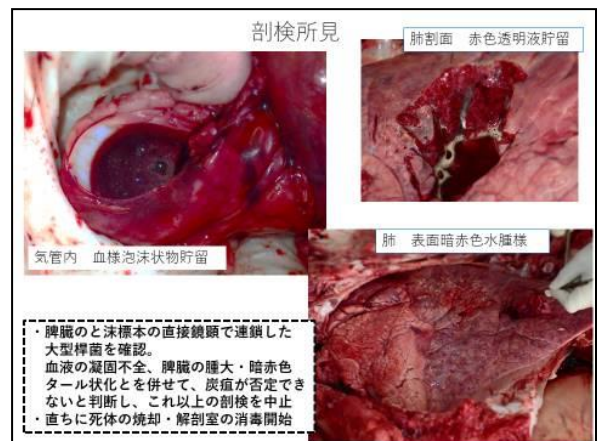 剖検所見
肺割面　赤色透明液貯留
気管内　血様泡沫状物貯留
肺　表面暗赤色水腫様
・脾臓のと沫標本の直接鏡顕で連鎖した
大型桿菌を確認。
血液の凝固不全、脾臓の腫大・暗赤色
タール状化とを併せて、炭疽が否定でき
ないと判断し、これ以上の剖検を中止
・直ちに死体の焼却・解剖室の消毒開始